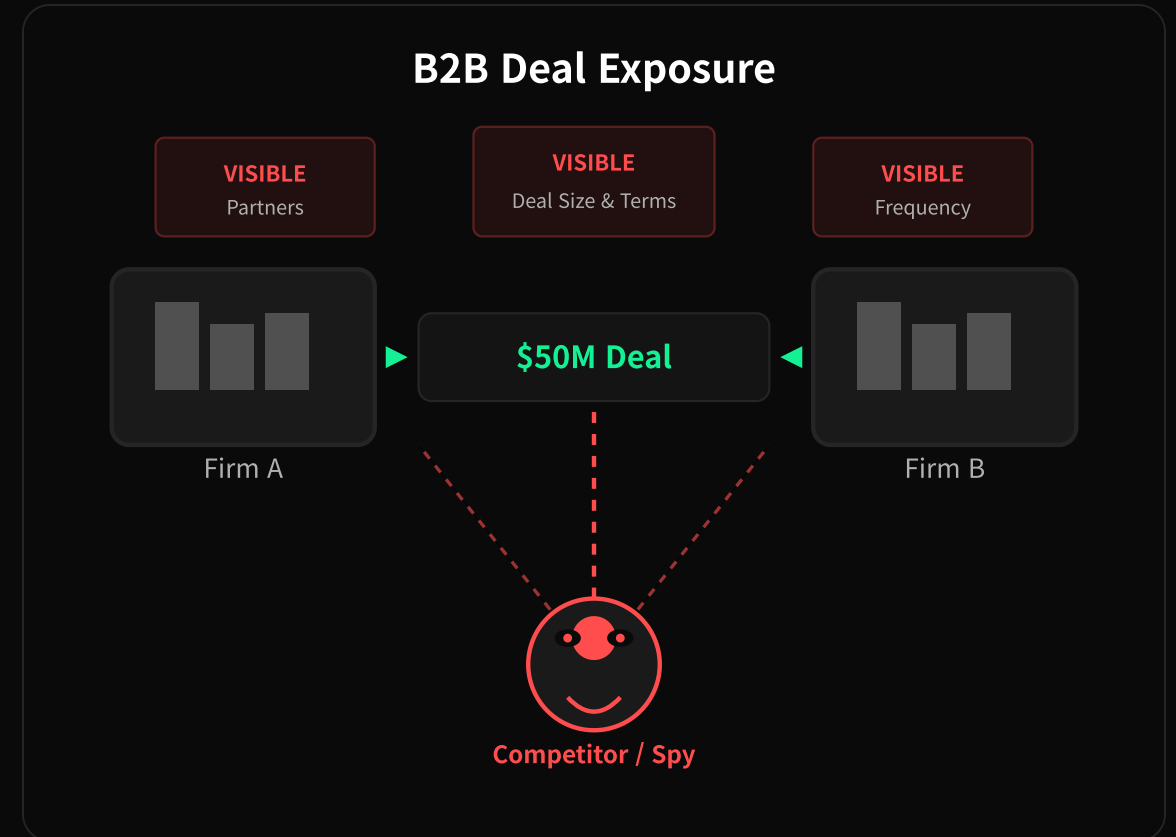 B2B Deal Exposure
VISIBLE
Partners
VISIBLE
Deal Size & Terms
VISIBLE
Frequency
$50M Deal
Firm A
Firm B
Competitor / Spy